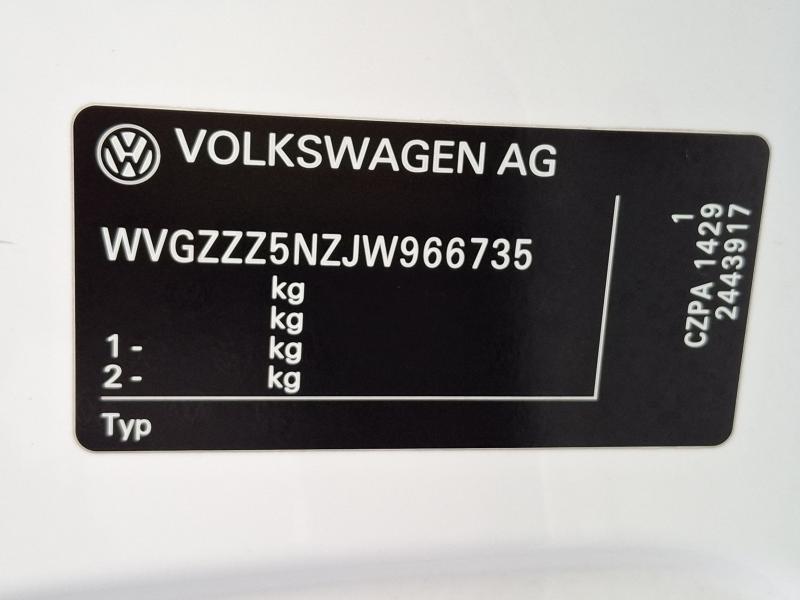 VOLKSWAGEN AG
WVGZZZ5NZJW966735
kg
kg
1 - kg
2 - kg
Typ
1
CZPA 1429
2443917